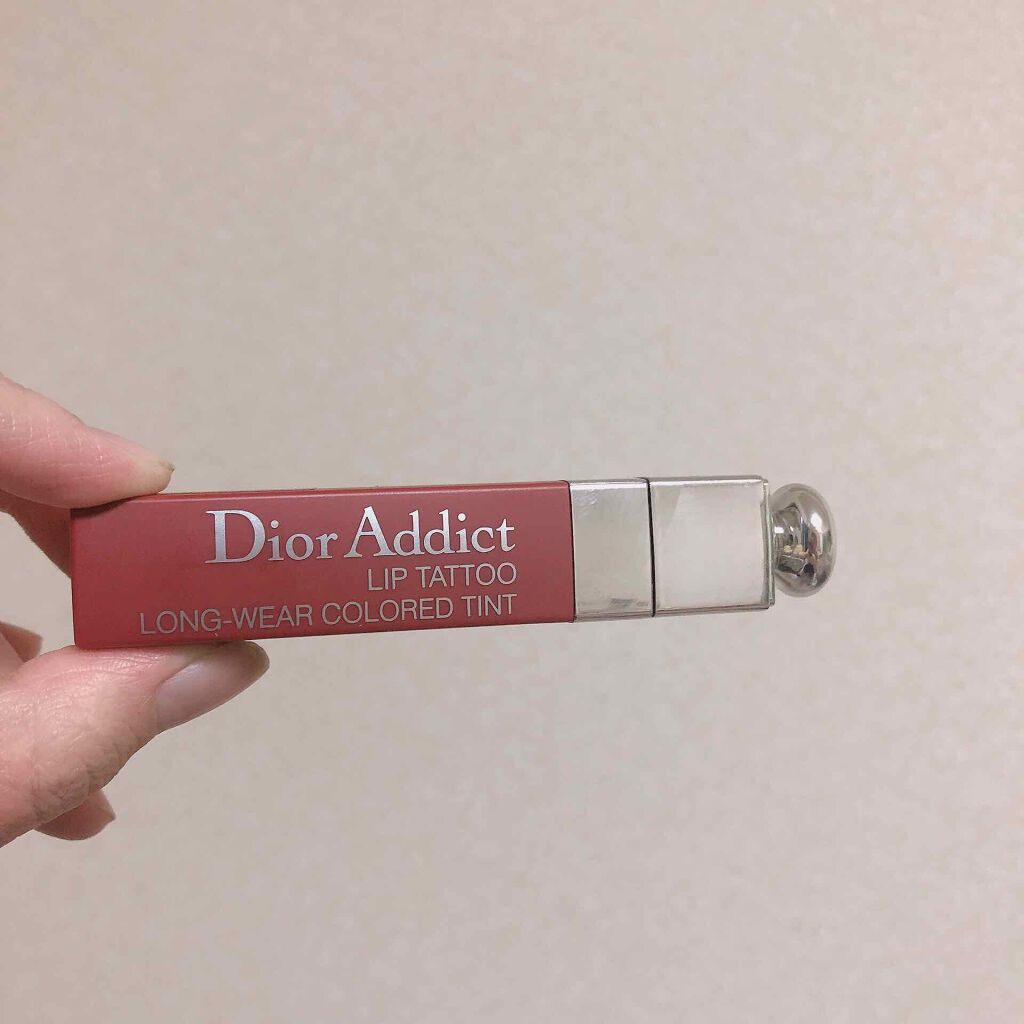 Dior Addict
LIP TATTOO
LONG-WEAR COLORED TINT